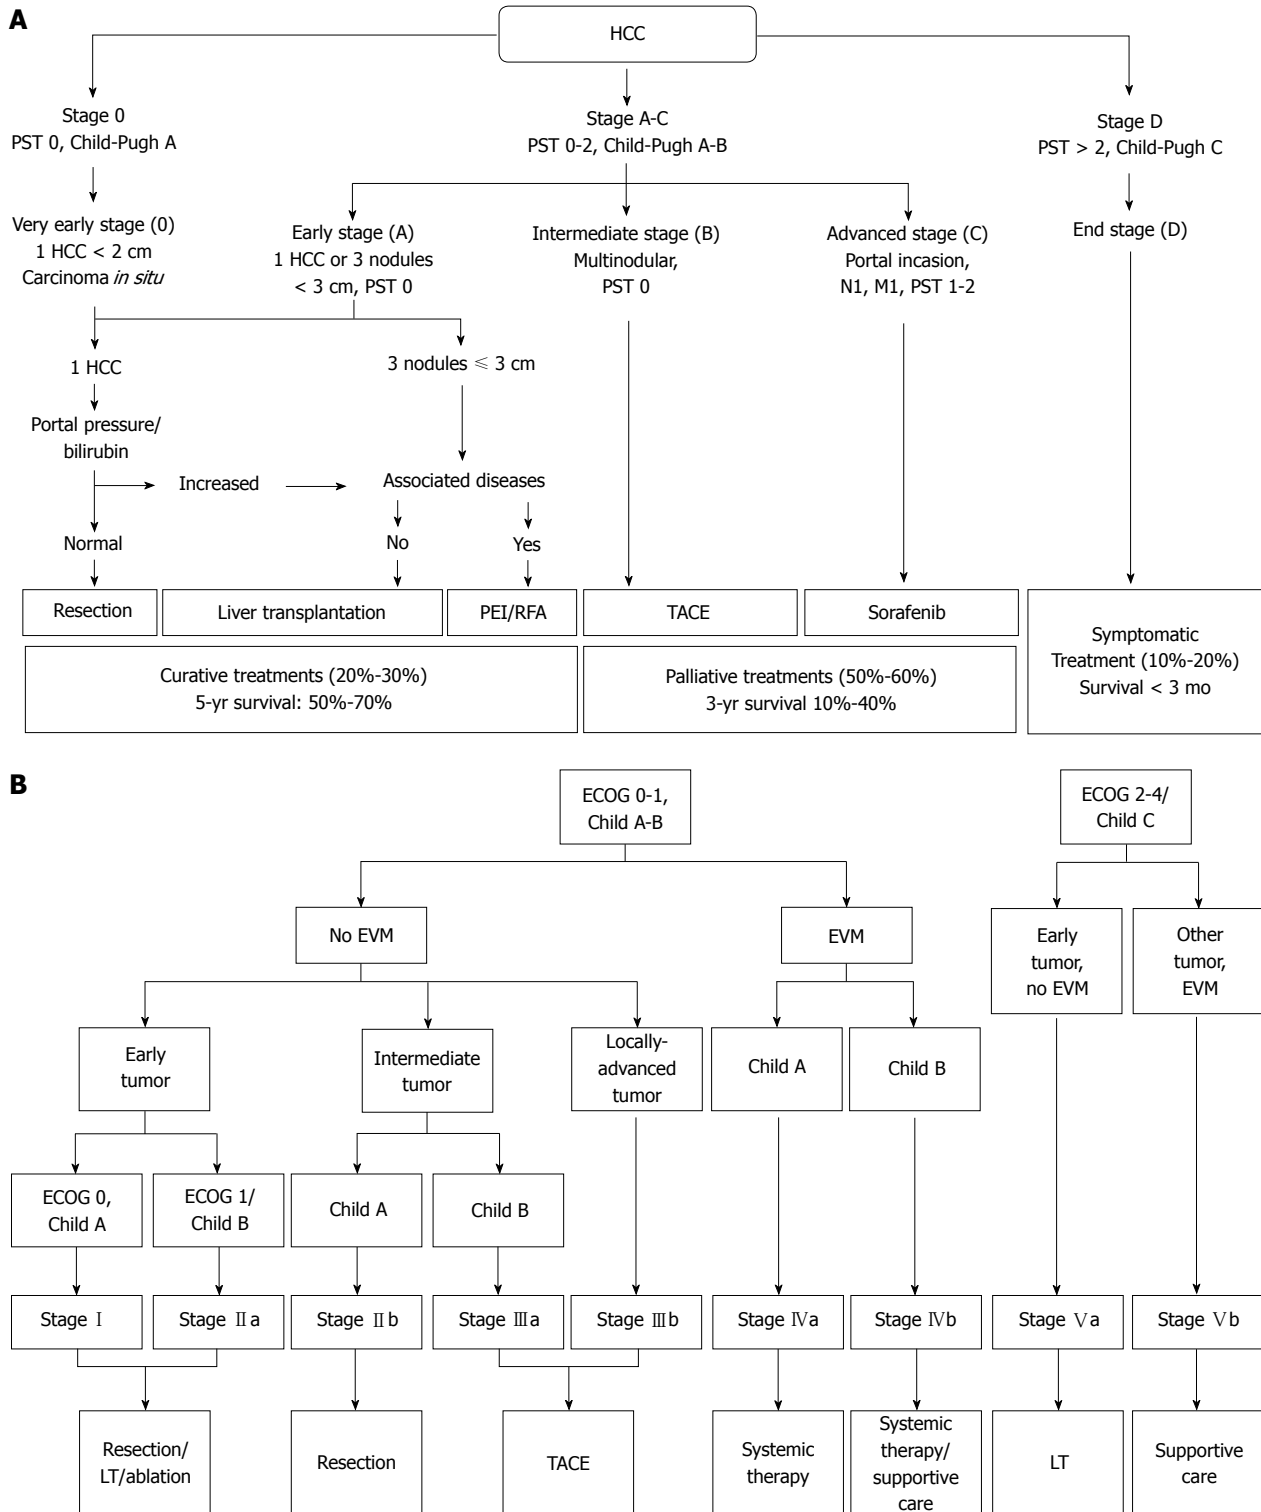 A
HCC
Stage 0
PST 0, Child-Pugh A
Stage A-C
PST 0-2, Child-Pugh A-B
Stage D
PST > 2, Child-Pugh C
Very early stage (0)
1 HCC < 2 cm
Carcinoma in situ
Early stage (A)
1 HCC or 3 nodules
< 3 cm, PST 0
Intermediate stage (B)
Multinodular,
PST 0
Advanced stage (C)
Portal incasion,
N1, M1, PST 1-2
End stage (D)
1 HCC
3 nodules ≤ 3 cm
Portal pressure/
bilirubin
Increased
Associated diseases
Normal
No
Yes
Resection
Liver transplantation
PEI/RFA
TACE
Sorafenib
Symptomatic
Treatment (10%-20%)
Survival < 3 mo
Curative treatments (20%-30%)
5-yr survival: 50%-70%
Palliative treatments (50%-60%)
3-yr survival 10%-40%
B
ECOG 0-1,
Child A-B
ECOG 2-4/
Child C
No EVM
EVM
Early
tumor,
no EVM
Other
tumor,
EVM
Early
tumor
Intermediate
tumor
Locally-
advanced
tumor
Child A
Child B
ECOG 0,
Child A
ECOG 1/
Child B
Child A
Child B
Stage Ⅰ
Stage Ⅱa
Stage Ⅱb
Stage Ⅲa
Stage Ⅲb
Stage Ⅳa
Stage Ⅳb
Stage Ⅴa
Stage Ⅴb
Resection/
LT/ablation
Resection
TACE
Systemic
therapy
Systemic
therapy/
supportive
care
LT
Supportive
care